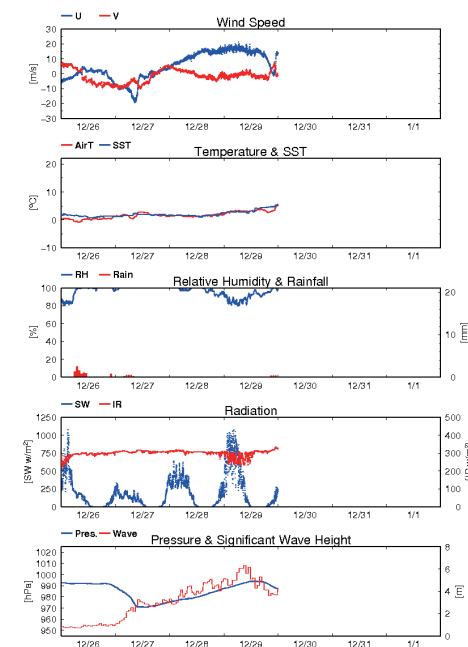 U V
Wind Speed
30
20
10
0
−10
−20
−30
[m/s]
12/26 12/27 12/28 12/29 12/30 12/31 1/1
AirT SST
Temperature & SST
20
10
0
−10
[ºC]
12/26 12/27 12/28 12/29 12/30 12/31 1/1
RH Rain
Relative Humidity & Rainfall
100
80
60
40
20
0
[%]
20
10
0
[mm]
12/26 12/27 12/28 12/29 12/30 12/31 1/1
SW IR
Radiation
1250
1000
750
500
250
0
[SW w/m²]
500
400
300
200
100
0
12/26 12/27 12/28 12/29 12/30 12/31 1/1
Pres. Wave
Pressure & Significant Wave Height
1020
1010
1000
990
980
970
960
950
[hPa]
8
6
4
2
0
[m]
12/26 12/27 12/28 12/29 12/30 12/31 1/1